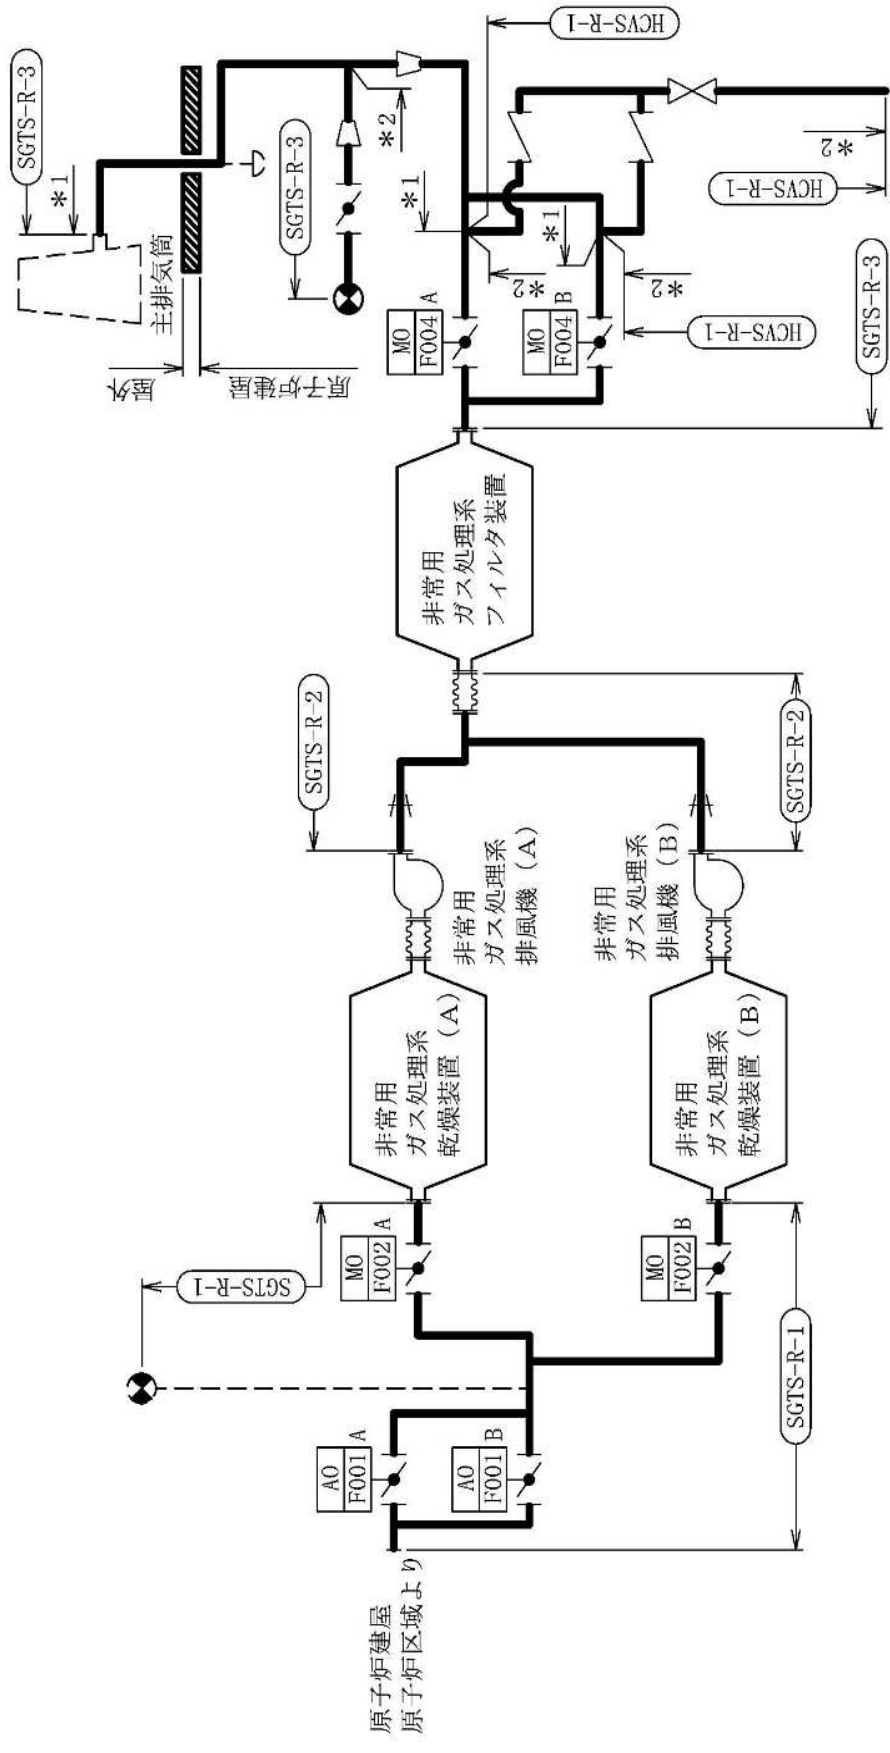 原子炉建屋
原子炉区域より
AO
F001
A
AO
F001
B
SGTS-R-1
SGTS-R-1
MO
F002
A
MO
F002
B
非常用
ガス処理系
乾燥装置(A)
非常用
ガス処理系
乾燥装置(B)
非常用
ガス処理系
排風機(A)
非常用
ガス処理系
排風機(B)
SGTS-R-2
SGTS-R-2
非常用
ガス処理系
フィルタ装置
MO
F004
A
MO
F004
B
SGTS-R-3
屋外
原子炉建屋
主排気筒
SGTS-R-3
*1
SGTS-R-3
*2
*1
*2
*1
*2
HCVS-R-1
HCVS-R-1
HCVS-R-1
*2